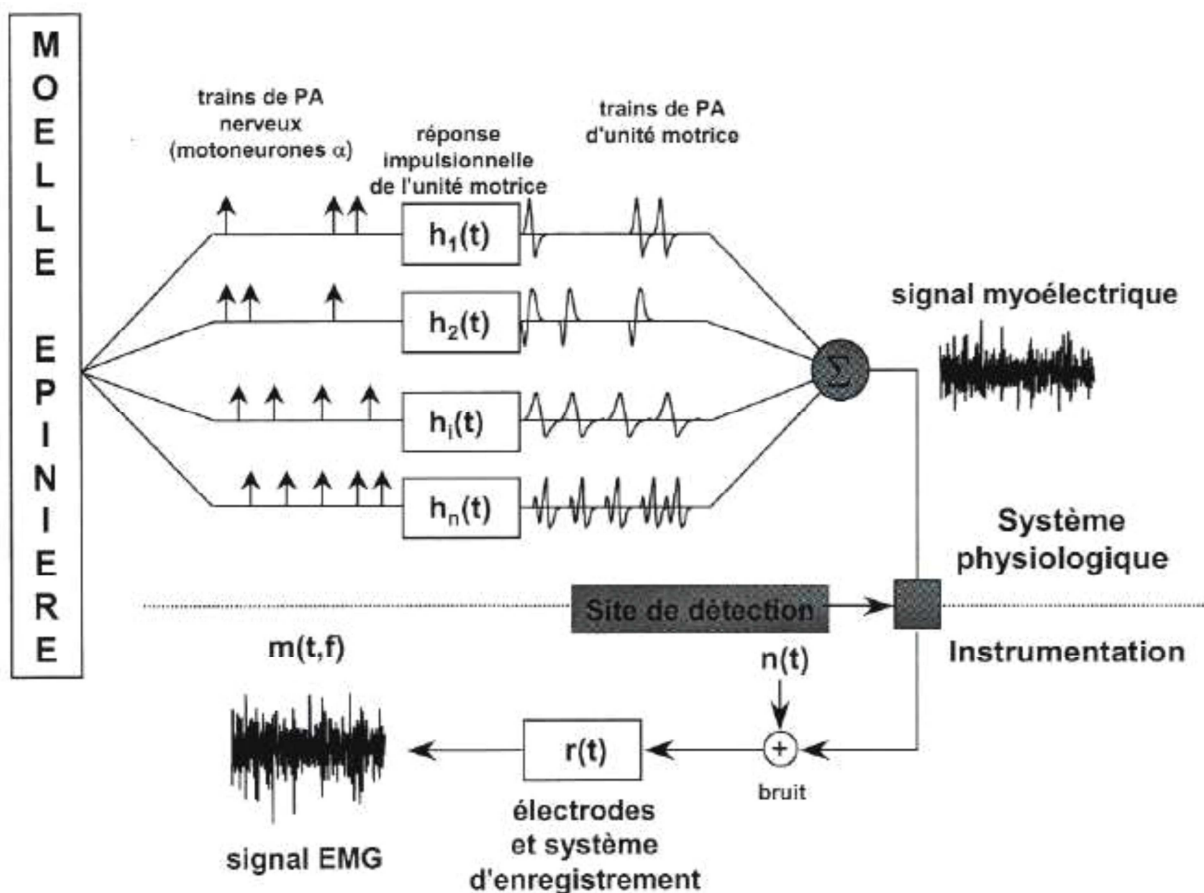 MOELLE EPINIERE
trains de PA
nerveux
(motoneurones α)
réponse
impulsionnelle
de l'unité motrice
trains de PA
d'unité motrice
h1(t)
h2(t)
hi(t)
hn(t)
Σ
signal myoélectrique
Système
physiologique
Site de détection
Instrumentation
m(t,f)
n(t)
r(t)
+
bruit
électrodes
et système
d'enregistrement
signal EMG